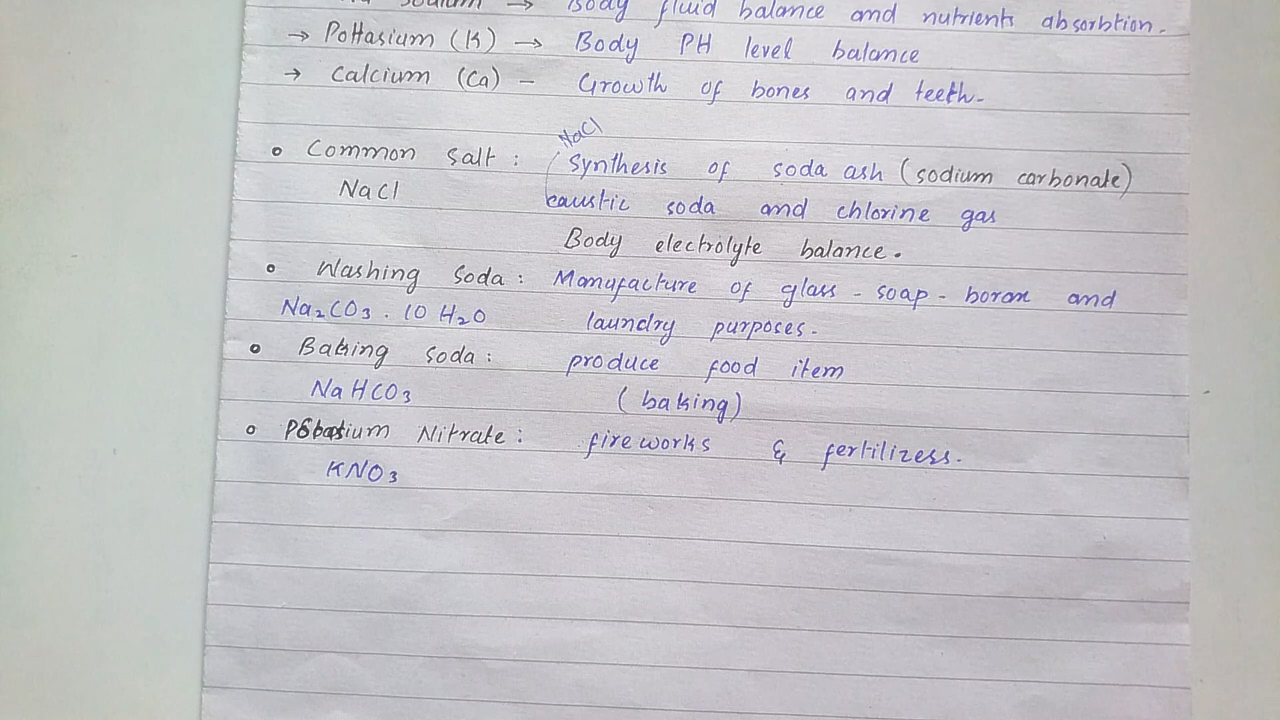 sodium → Body fluid balance and nutrients absorbtion.
→ Pottasium (K) → Body PH level balance
→ Calcium (Ca) - Growth of bones and teeth-
NaCl
• Common salt : Synthesis of soda ash (sodium carbonate)
NaCl caustic soda and chlorine gas
Body electrolyte balance.
• Washing soda : Manufacture of glass - soap - borax and
Na₂CO₃ . 10 H₂O laundry purposes-
• Baking soda : produce food item
NaHCO₃ (baking)
• Nitrate : fireworks & fertilizess.
KNO₃